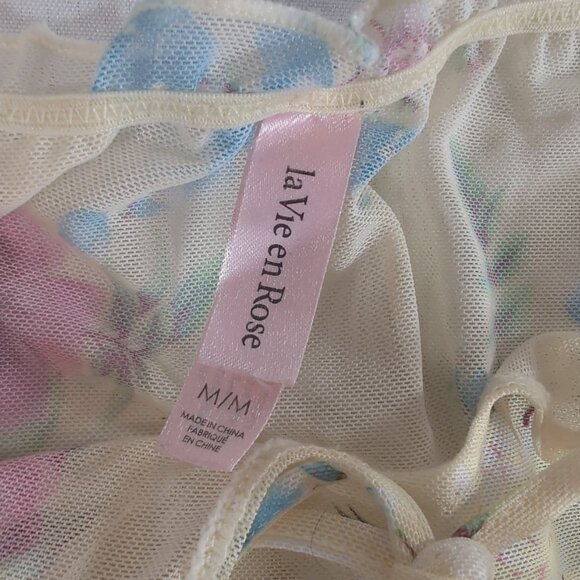 la Vie en Rose
M/M
MADE IN CHINA
FABRIQUÉ
EN CHINE